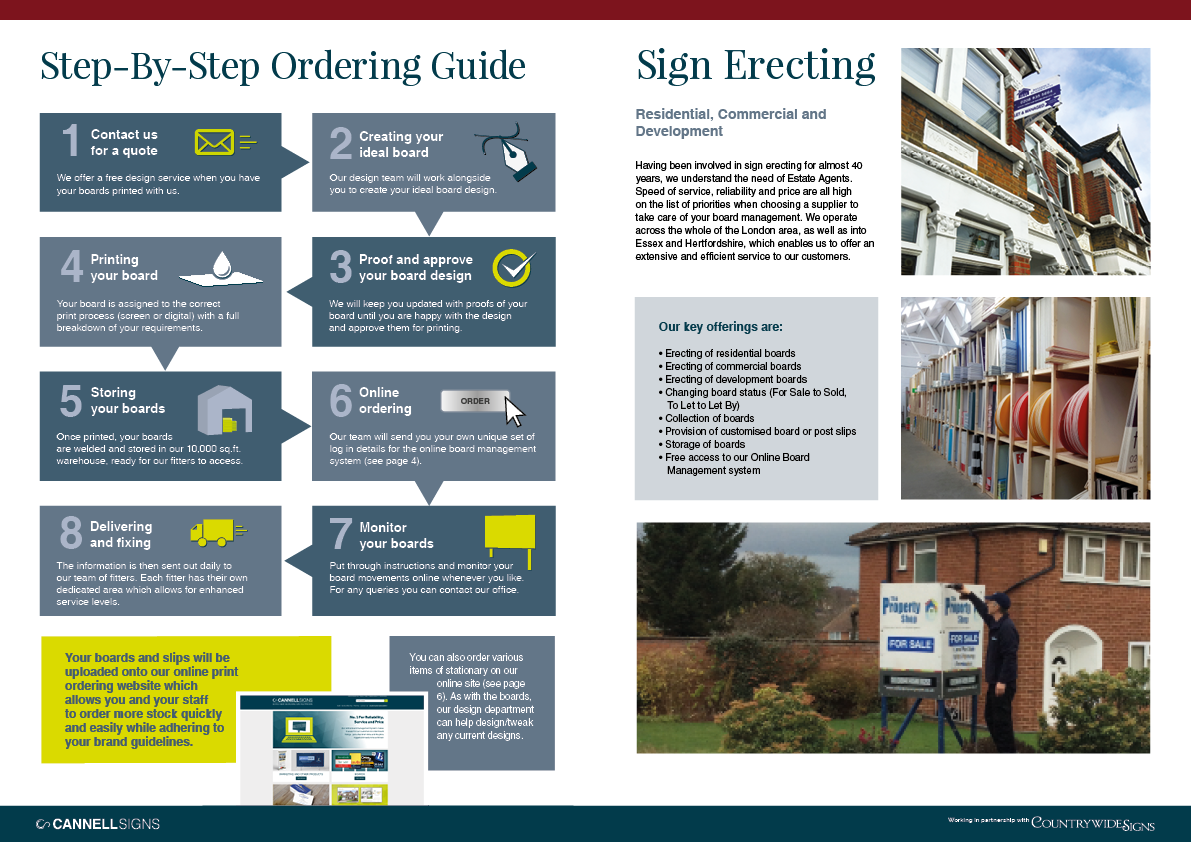 Step-By-Step Ordering Guide
1 Contact us
for a quote
We offer a free design service when you have
your boards printed with us.
2 Creating your
ideal board
Our design team will work alongside
you to create your ideal board design.
3 Proof and approve
your board design
We will keep you updated with proofs of your
board until you are happy with the design
and approve them for printing.
4 Printing
your board
Your board is assigned to the correct
print process (screen or digital) with a full
breakdown of your requirements.
5 Storing
your boards
Once printed, your boards
are welded and stored in our 10,000 sq.ft.
warehouse, ready for our fitters to access.
6 Online
ordering
ORDER
Our team will send you your own unique set of
log in details for the online board management
system (see page 4).
7 Monitor
your boards
Put through instructions and monitor your
board movements online whenever you like.
For any queries you can contact our office.
8 Delivering
and fixing
The information is then sent out daily to
our team of fitters. Each fitter has their own
dedicated area which allows for enhanced
service levels.
Your boards and slips will be
uploaded onto our online print
ordering website which
allows you and your staff
to order more stock quickly
and easily while adhering to
your brand guidelines.
CANNELLSIGNS
No. 1 For Reliability,
Service and Price
You can also order various
items of stationary on our
online site (see page
6). As with the boards,
our design department
can help design/tweak
any current designs.
CANNELLSIGNS
Sign Erecting
Residential, Commercial and
Development
Having been involved in sign erecting for almost 40
years, we understand the need of Estate Agents.
Speed of service, reliability and price are all high
on the list of priorities when choosing a supplier to
take care of your board management. We operate
across the whole of the London area, as well as into
Essex and Hertfordshire, which enables us to offer an
extensive and efficient service to our customers.
LET & MANAGED
Our key offerings are:
• Erecting of residential boards
• Erecting of commercial boards
• Erecting of development boards
• Changing board status (For Sale to Sold,
To Let to Let By)
• Collection of boards
• Provision of customised board or post slips
• Storage of boards
• Free access to our Online Board
Management system
The
Property
Shop
FOR SALE
The
Property
Shop
FOR SALE
Working in partnership with COUNTRYWIDE SIGNS